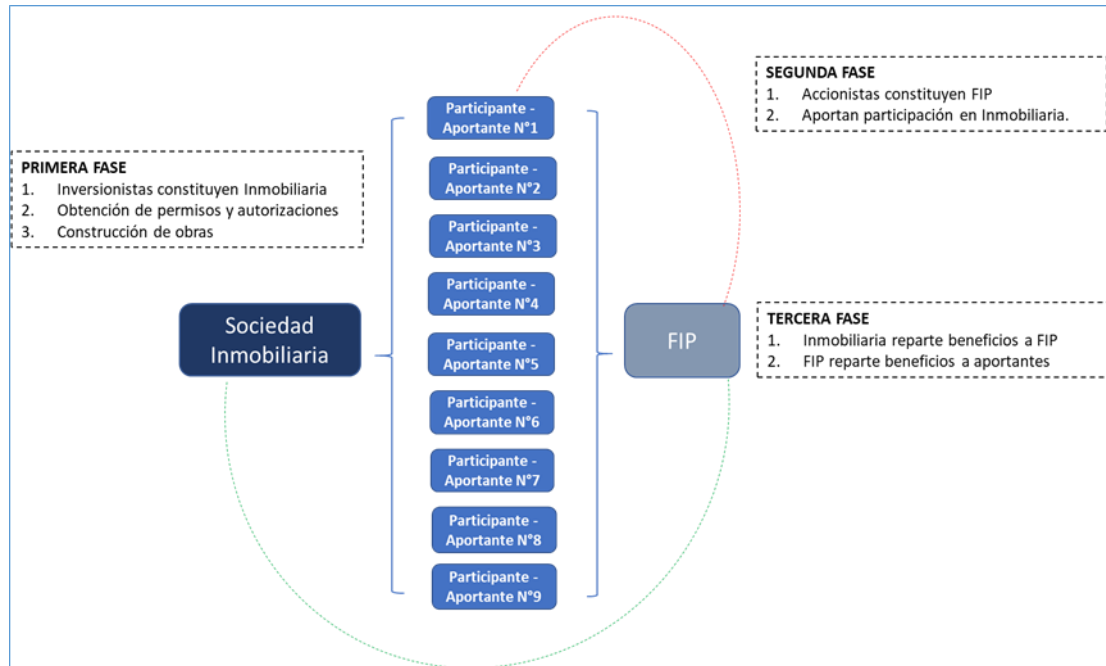 PRIMERA FASE
1. Inversionistas constituyen Inmobiliaria
2. Obtención de permisos y autorizaciones
3. Construcción de obras
Sociedad
Inmobiliaria
Participante -
Aportante N°1
Participante -
Aportante N°2
Participante -
Aportante N°3
Participante -
Aportante N°4
Participante -
Aportante N°5
Participante -
Aportante N°6
Participante -
Aportante N°7
Participante -
Aportante N°8
Participante -
Aportante N°9
FIP
SEGUNDA FASE
1. Accionistas constituyen FIP
2. Aportan participación en Inmobiliaria.
TERCERA FASE
1. Inmobiliaria reparte beneficios a FIP
2. FIP reparte beneficios a aportantes